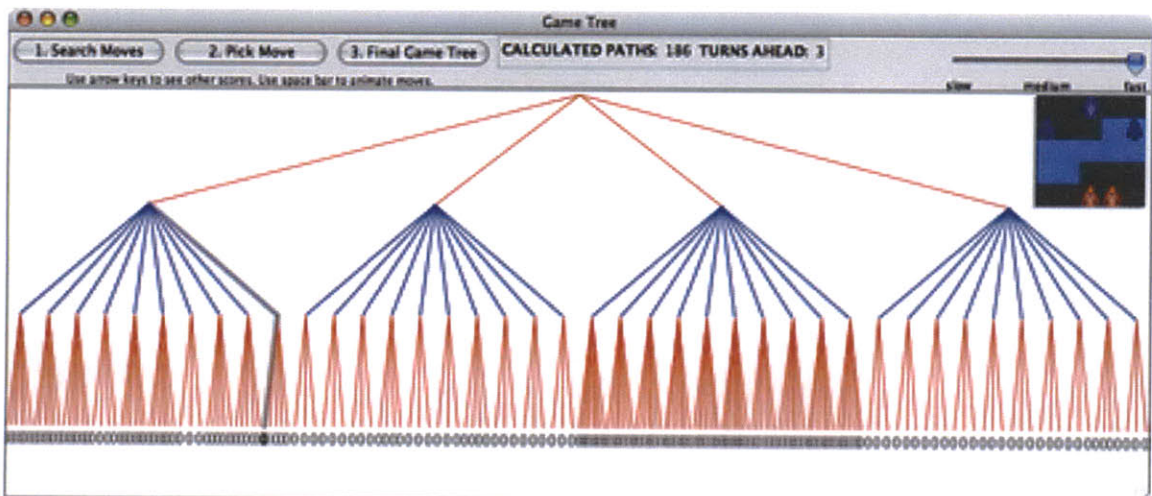 Game Tree
1. Search Moves 2. Pick Move 3. Final Game Tree CALCULATED PATHS: 186 TURNS AHEAD: 3
Use arrow keys to see other scores. Use space bar to animate moves.
slow medium fast